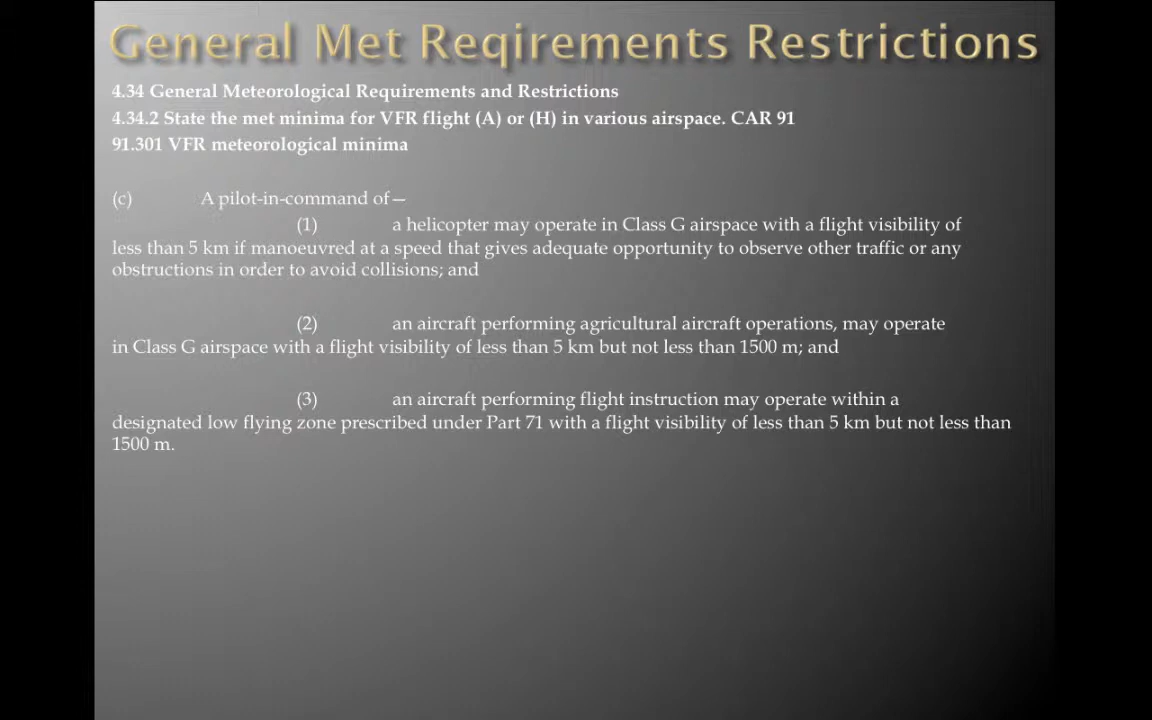 General Met Reqirements Restrictions
4.34 General Meteorological Requirements and Restrictions
4.34.2 State the met minima for VFR flight (A) or (H) in various airspace. CAR 91
91.301 VFR meteorological minima
(c) A pilot-in-command of—
(1) a helicopter may operate in Class G airspace with a flight visibility of
less than 5 km if manoeuvred at a speed that gives adequate opportunity to observe other traffic or any
obstructions in order to avoid collisions; and
(2) an aircraft performing agricultural aircraft operations, may operate
in Class G airspace with a flight visibility of less than 5 km but not less than 1500 m; and
(3) an aircraft performing flight instruction may operate within a
designated low flying zone prescribed under Part 71 with a flight visibility of less than 5 km but not less than
1500 m.